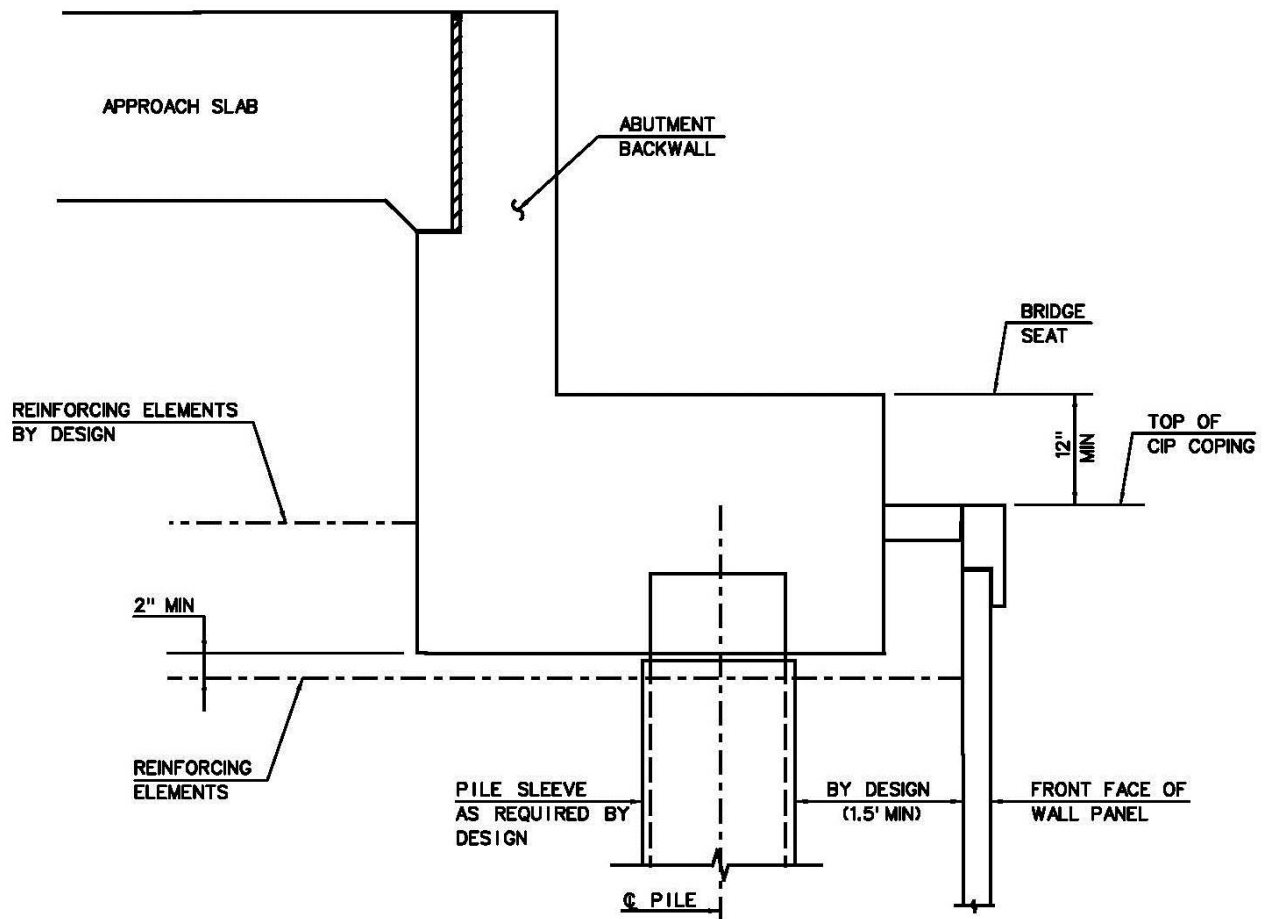 APPROACH SLAB
ABUTMENT
BACKWALL
BRIDGE
SEAT
REINFORCING ELEMENTS
BY DESIGN
12"
MIN
TOP OF
CIP COPING
2" MIN
REINFORCING
ELEMENTS
PILE SLEEVE
AS REQUIRED BY
DESIGN
BY DESIGN
(1.5' MIN)
FRONT FACE OF
WALL PANEL
℄ PILE